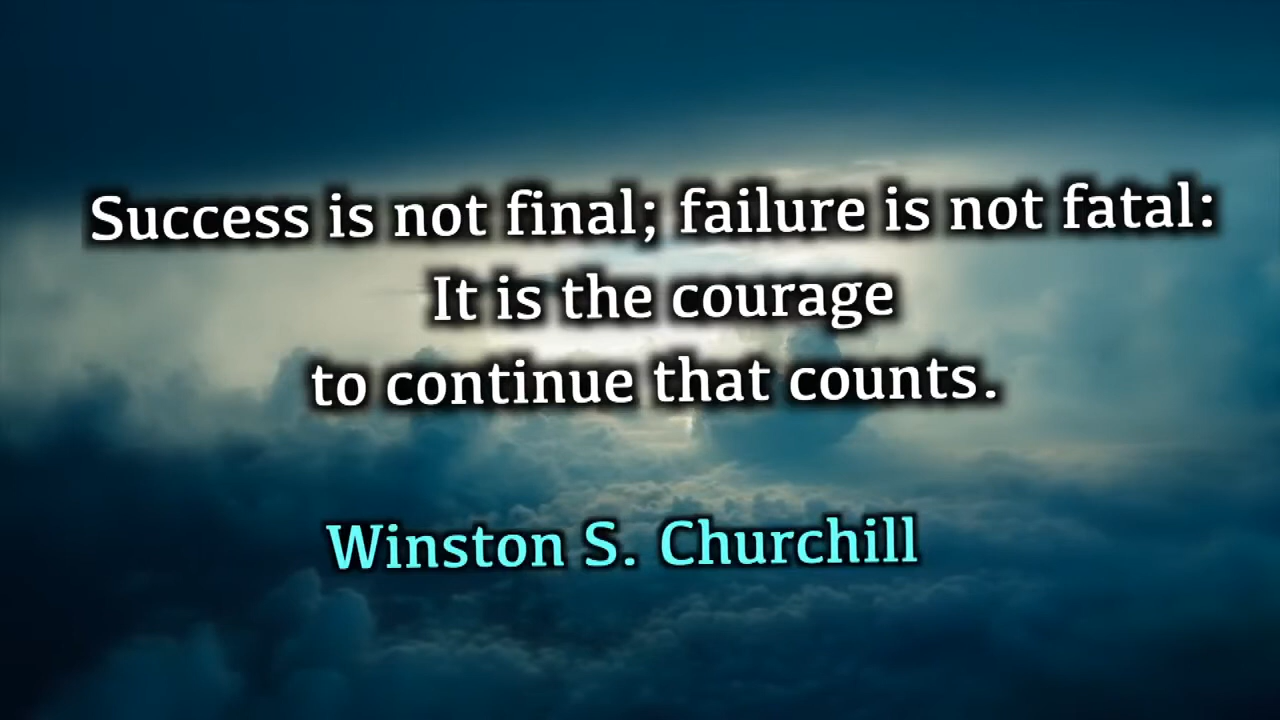 Success is not final; failure is not fatal:
It is the courage
to continue that counts.
Winston S. Churchill